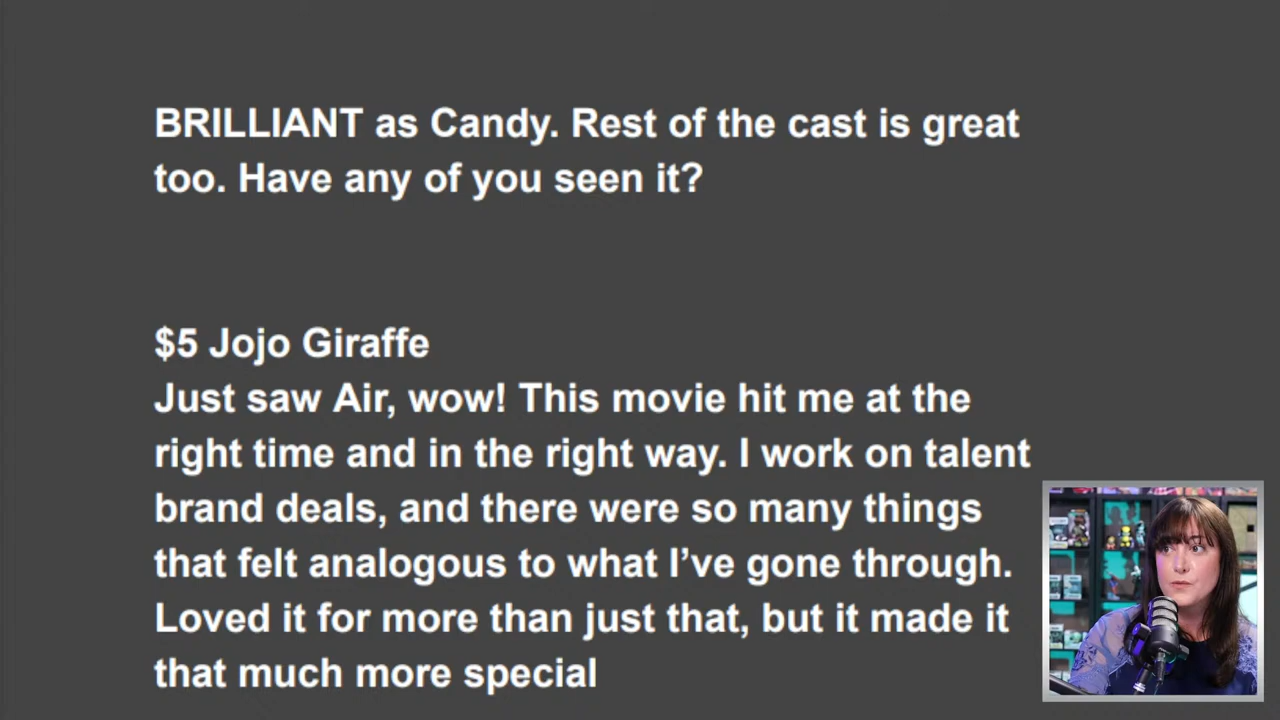 BRILLIANT as Candy. Rest of the cast is great
too. Have any of you seen it?
$5 Jojo Giraffe
Just saw Air, wow! This movie hit me at the
right time and in the right way. I work on talent
brand deals, and there were so many things
that felt analogous to what I’ve gone through.
Loved it for more than just that, but it made it
that much more special